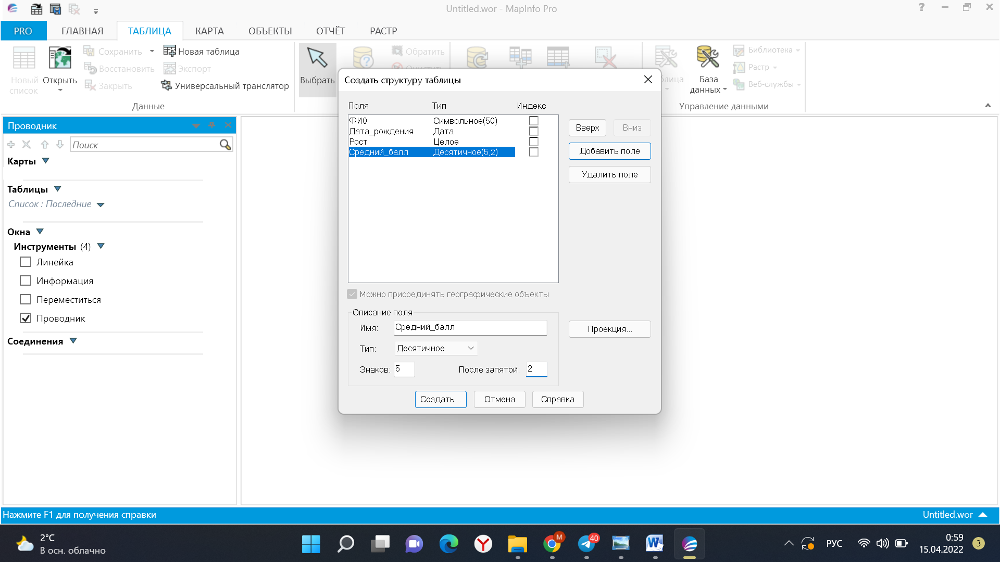 Untitled.wor - MapInfo Pro
?
PRO ГЛАВНАЯ ТАБЛИЦА КАРТА ОБЪЕКТЫ ОТЧЁТ РАСТР
Новый список
Открыть
Сохранить
Восстановить
Закрыть
Новая таблица
Экспорт
Универсальный транслятор
Данные
Выбрать
Обратить
Очистить
блица
База данных
Библиотека
Растр
Веб-службы
Управление данными
Проводник
Поиск
Карты
Таблицы
Список : Последние
Окна
Инструменты (4)
Линейка
Информация
Переместиться
Проводник
Соединения
Создать структуру таблицы
Поля Тип Индекс
ФИО Символьное(50)
Дата_рождения Дата
Рост Целое
Средний_балл Десятичное(5,2)
Вверх Вниз
Добавить поле
Удалить поле
Можно присоединять географические объекты
Описание поля
Имя: Средний_балл
Проекция...
Тип: Десятичное
Знаков: 5 После запятой: 2
Создать... Отмена Справка
Нажмите F1 для получения справки Untitled.wor
2°C
В осн. облачно
M
40
РУС
0:59
15.04.2022
3